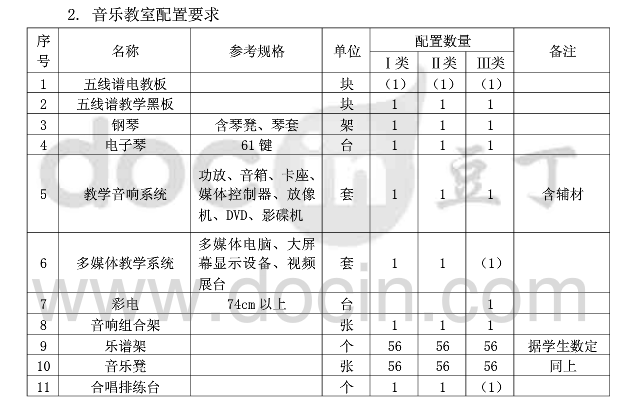 2. 音乐教室配置要求
序号 名称 参考规格 单位 配置数量 备注
Ⅰ类 Ⅱ类 Ⅲ类
1 五线谱电教板 块 (1) (1) (1)
2 五线谱教学黑板 块 1 1 1
3 钢琴 含琴凳、琴套 架 1 1 1
4 电子琴 61键 台 1 1 1
5 教学音响系统 功放、音箱、卡座、 套 1 1 1 含辅材
媒体控制器、放像
机、DVD、影碟机
6 多媒体教学系统 多媒体电脑、大屏 套 1 1 (1)
幕显示设备、视频
展台
7 彩电 74cm以上 台 1
8 音响组合架 张 1 1 1
9 乐谱架 个 56 56 56 据学生数定
10 音乐凳 张 56 56 56 同上
11 合唱排练台 个 1 1 (1)
docin 豆丁
www.docin.com